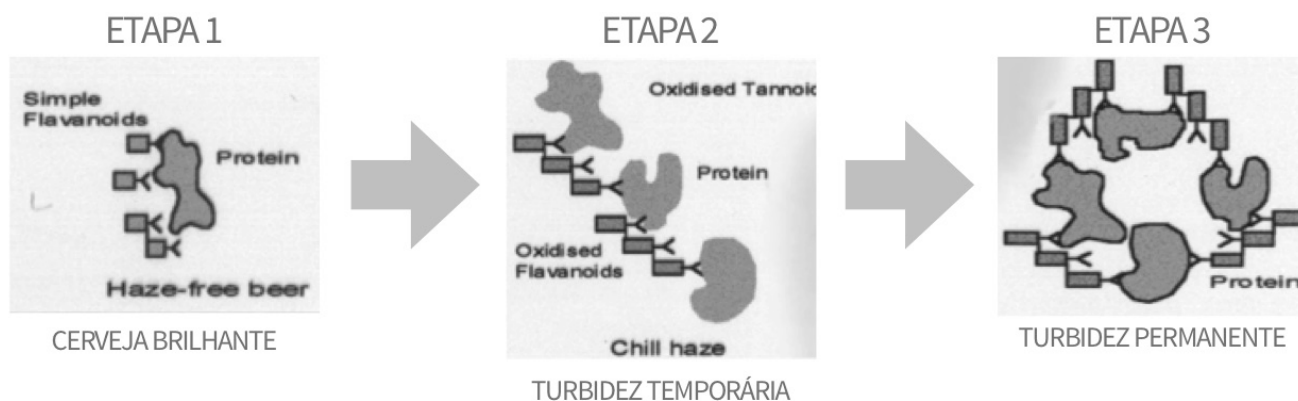 ETAPA 1
Simple
Flavanoids
Protein
Haze-free beer
CERVEJA BRILHANTE
ETAPA 2
Oxidised Tannoid
Protein
Oxidised
Flavanoids
Chill haze
TURBIDEZ TEMPORÁRIA
ETAPA 3
Protein
TURBIDEZ PERMANENTE